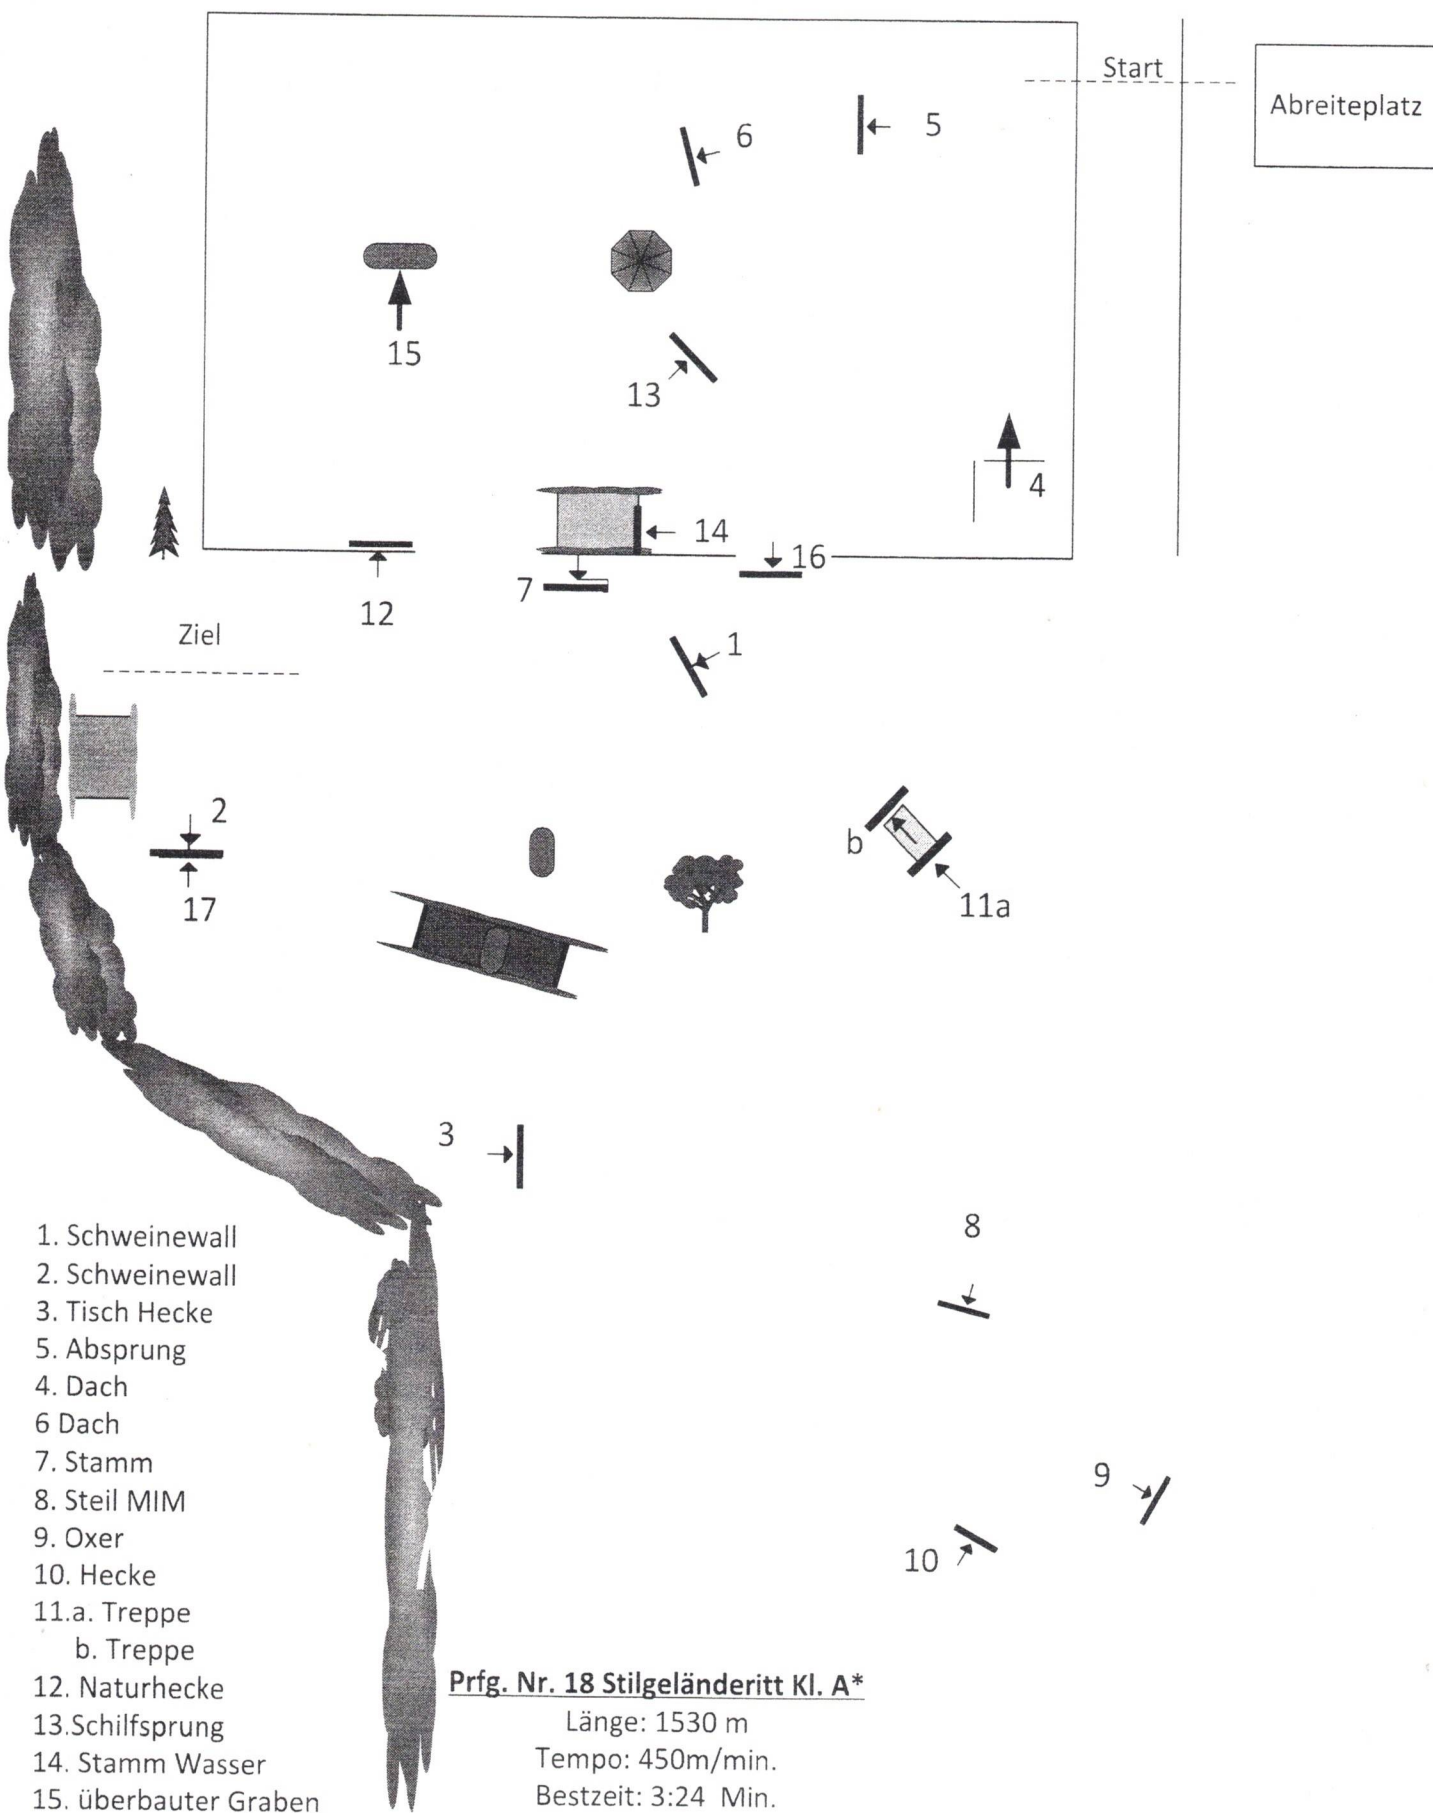 Start
Abreiteplatz
6
5
15
13
4
14
16
7
12
Ziel
1
2
b
17
11a
3
8
9
10
1. Schweinewall
2. Schweinewall
3. Tisch Hecke
5. Absprung
4. Dach
6 Dach
7. Stamm
8. Steil MIM
9. Oxer
10. Hecke
11.a. Treppe
b. Treppe
12. Naturhecke
13.Schilfsprung
14. Stamm Wasser
15. überbauter Graben
Prfg. Nr. 18 Stilgeländeritt Kl. A*
Länge: 1530 m
Tempo: 450m/min.
Bestzeit: 3:24 Min.